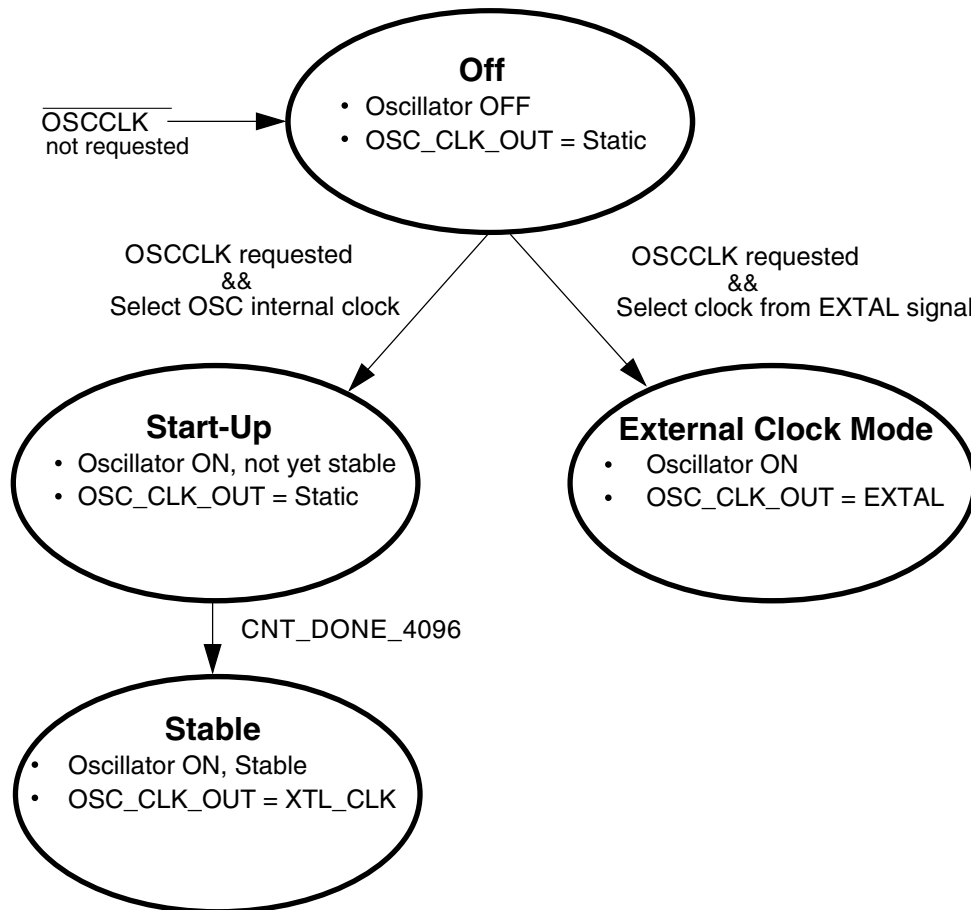 Off
• Oscillator OFF
• OSC_CLK_OUT = Static
OSCCLK
not requested
OSCCLK requested
&&
Select OSC internal clock
OSCCLK requested
&&
Select clock from EXTAL signal
Start-Up
• Oscillator ON, not yet stable
• OSC_CLK_OUT = Static
External Clock Mode
• Oscillator ON
• OSC_CLK_OUT = EXTAL
CNT_DONE_4096
Stable
• Oscillator ON, Stable
• OSC_CLK_OUT = XTL_CLK